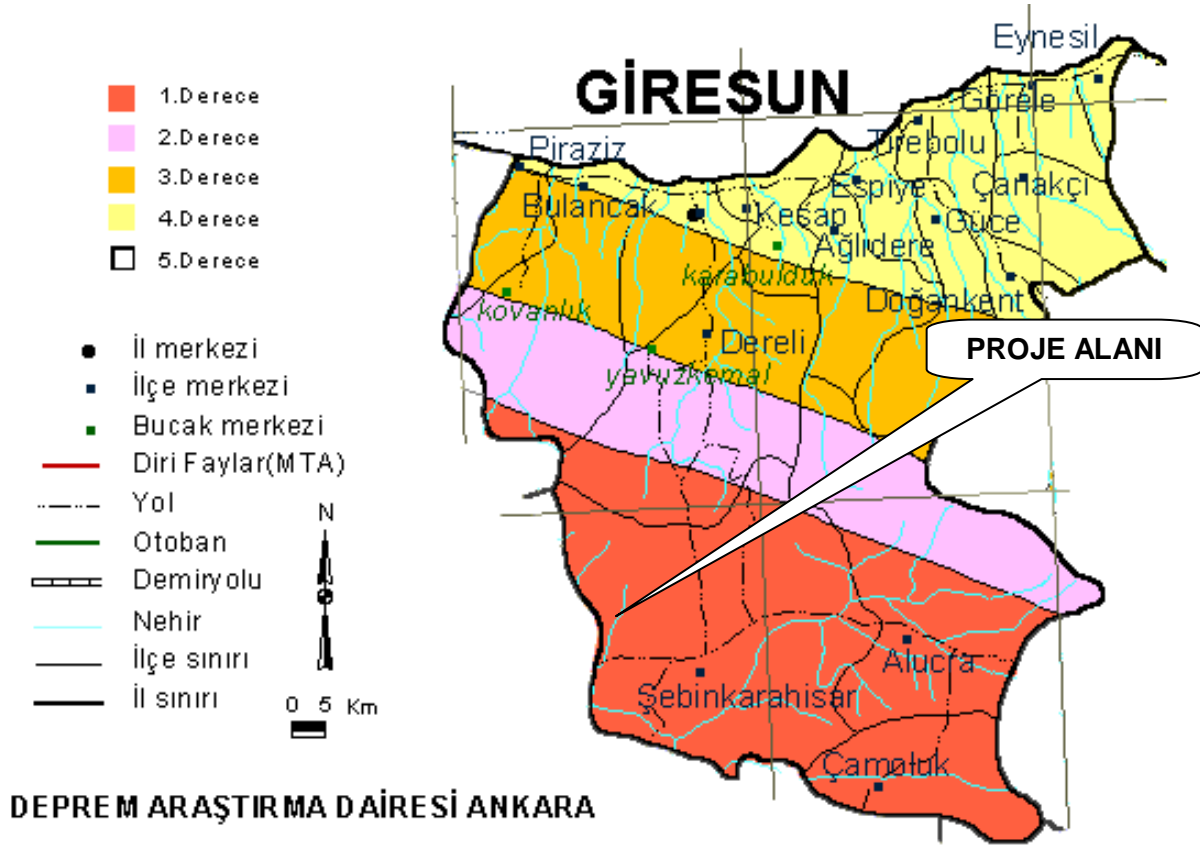 GİRESUN
1.Derece
2.Derece
3.Derece
4.Derece
5.Derece
Eynesil
Görele
Tirebolu
Piraziz
Bulancak
Keşap
Espiye
Çanakçı
Güce
Ağlıdere
karabulduk
Doğankent
kovanlık
Dereli
yavuzkemal
PROJE ALANI
Alucra
Şebinkarahisar
Çamoluk
İl merkezi
İlçe merkezi
Bucak merkezi
Diri Faylar(MTA)
Yol
Otoban
Demiryolu
Nehir
İlçe sınırı
İl sınırı
N
0 5 Km
DEPREM ARAŞTIRMA DAİRESİ ANKARA